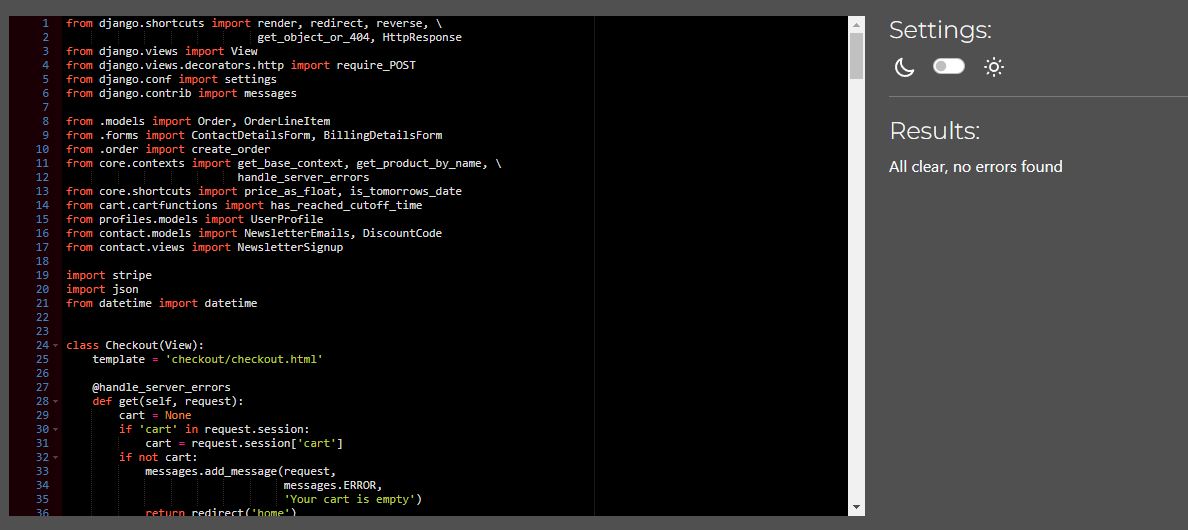 1 from django.shortcuts import render, redirect, reverse, \
2 get_object_or_404, HttpResponse
3 from django.views import View
4 from django.views.decorators.http import require_POST
5 from django.conf import settings
6 from django.contrib import messages
7
8 from .models import Order, OrderLineItem
9 from .forms import ContactDetailsForm, BillingDetailsForm
10 from .order import create_order
11 from core.contexts import get_base_context, get_product_by_name, \
12 handle_server_errors
13 from core.shortcuts import price_as_float, is_tomorrows_date
14 from cart.cartfunctions import has_reached_cutoff_time
15 from profiles.models import UserProfile
16 from contact.models import NewsletterEmails, DiscountCode
17 from contact.views import NewsletterSignup
18
19 import stripe
20 import json
21 from datetime import datetime
22
23
24 class Checkout(View):
25 template = 'checkout/checkout.html'
26
27 @handle_server_errors
28 def get(self, request):
29 cart = None
30 if 'cart' in request.session:
31 cart = request.session['cart']
32 if not cart:
33 messages.add_message(request,
34 messages.ERROR,
35 'Your cart is empty')
36 return redirect('home')
Settings:
Results:
All clear, no errors found